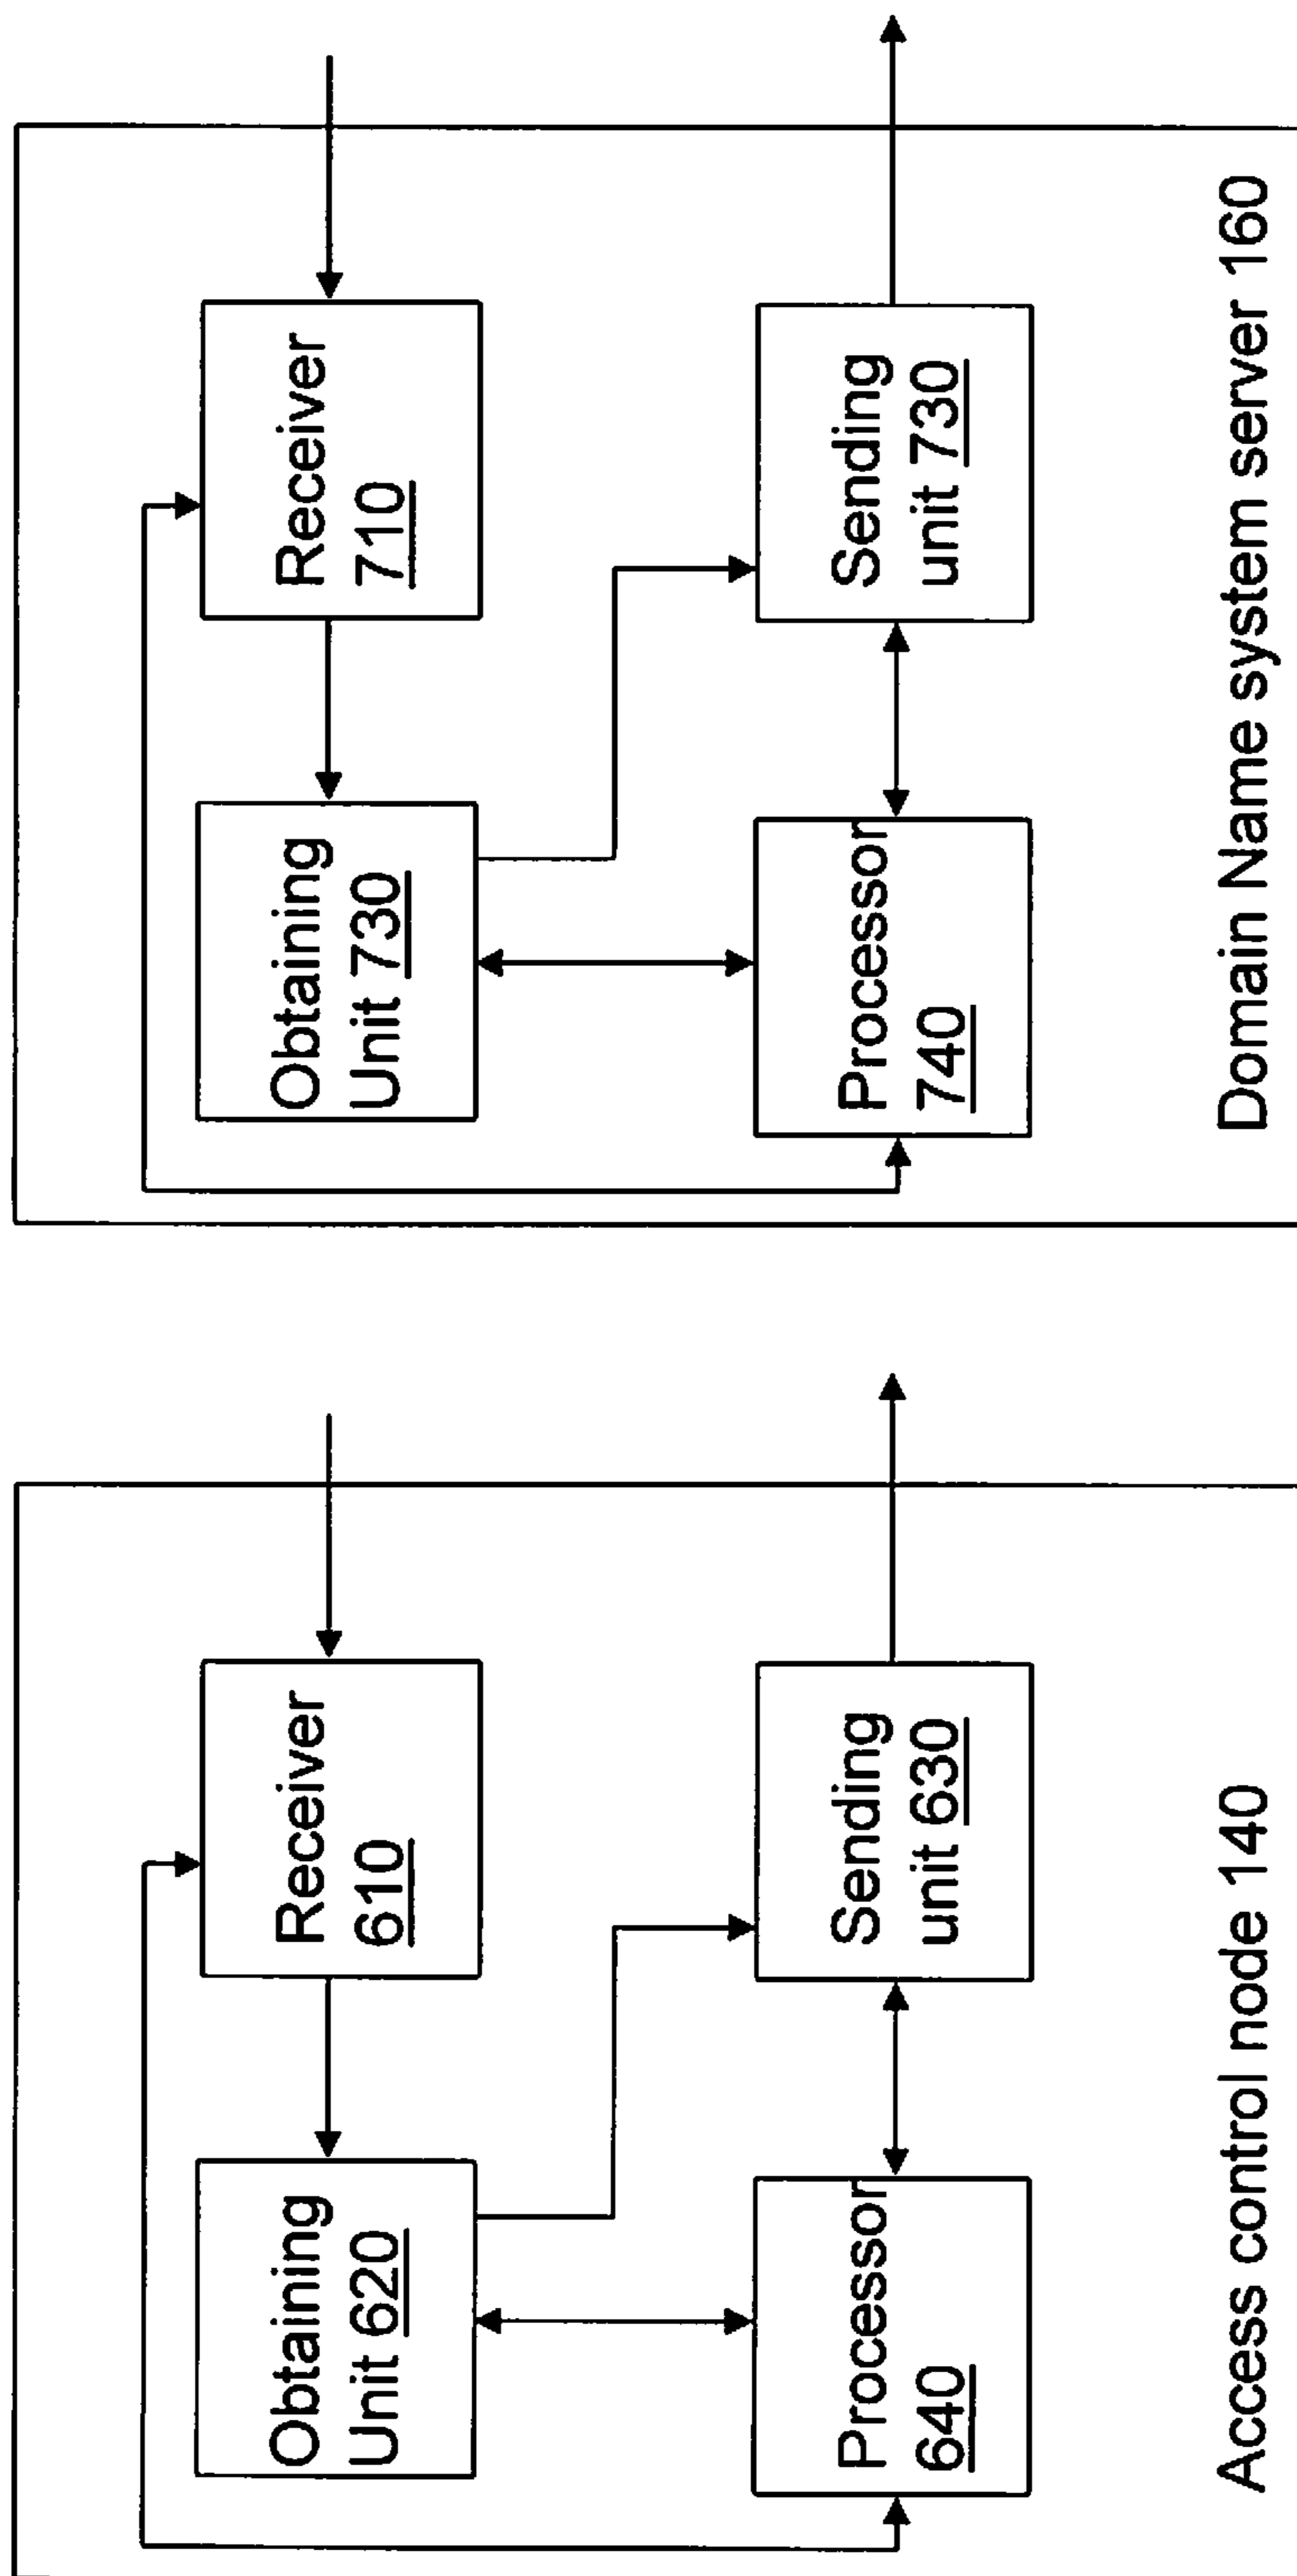 Obtaining
Unit 620
Receiver
610
Processor
640
Sending
unit 630
Access control node 140
Obtaining
Unit 730
Receiver
710
Processor
740
Sending
unit 730
Domain Name system server 160